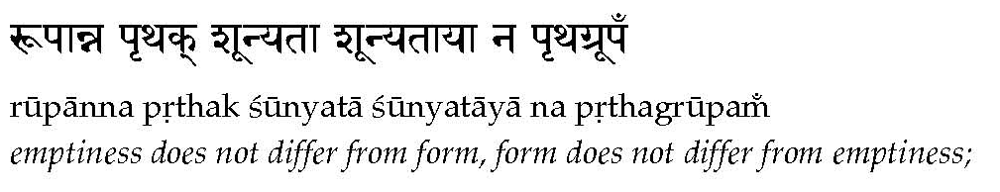 रूपान्न पृथक् शून्यता शून्यताया न पृथग्रूपँ
rūpānna pṛthak śūnyatā śūnyatāyā na pṛthagrūpam̐
emptiness does not differ from form, form does not differ from emptiness;